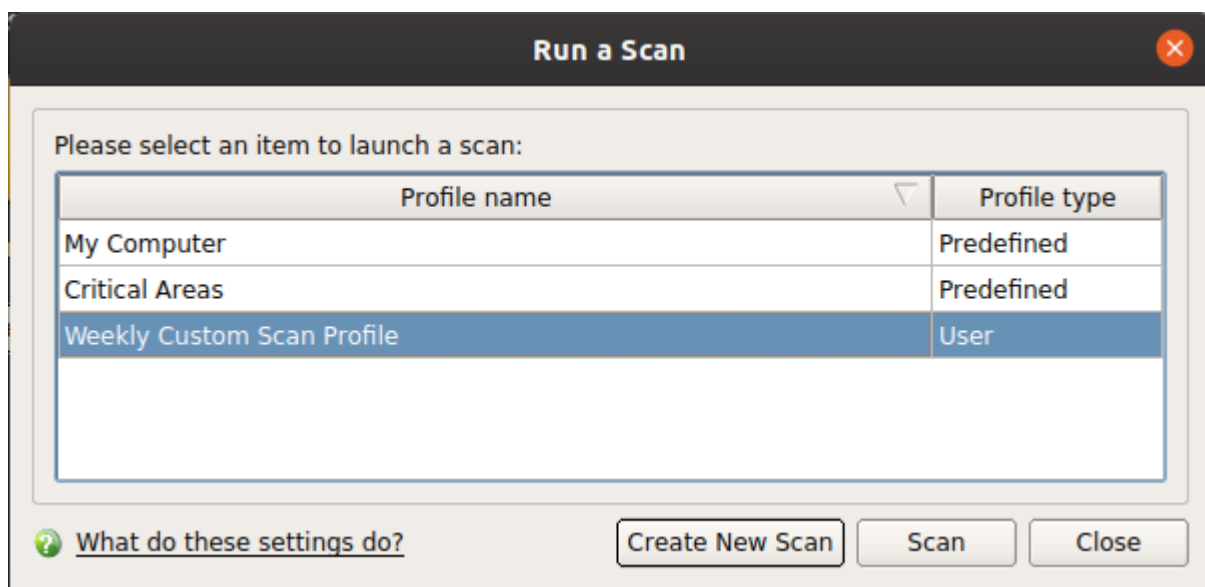 Run a Scan
Please select an item to launch a scan:
Profile name Profile type
My Computer Predefined
Critical Areas Predefined
Weekly Custom Scan Profile User
What do these settings do? Create New Scan Scan Close